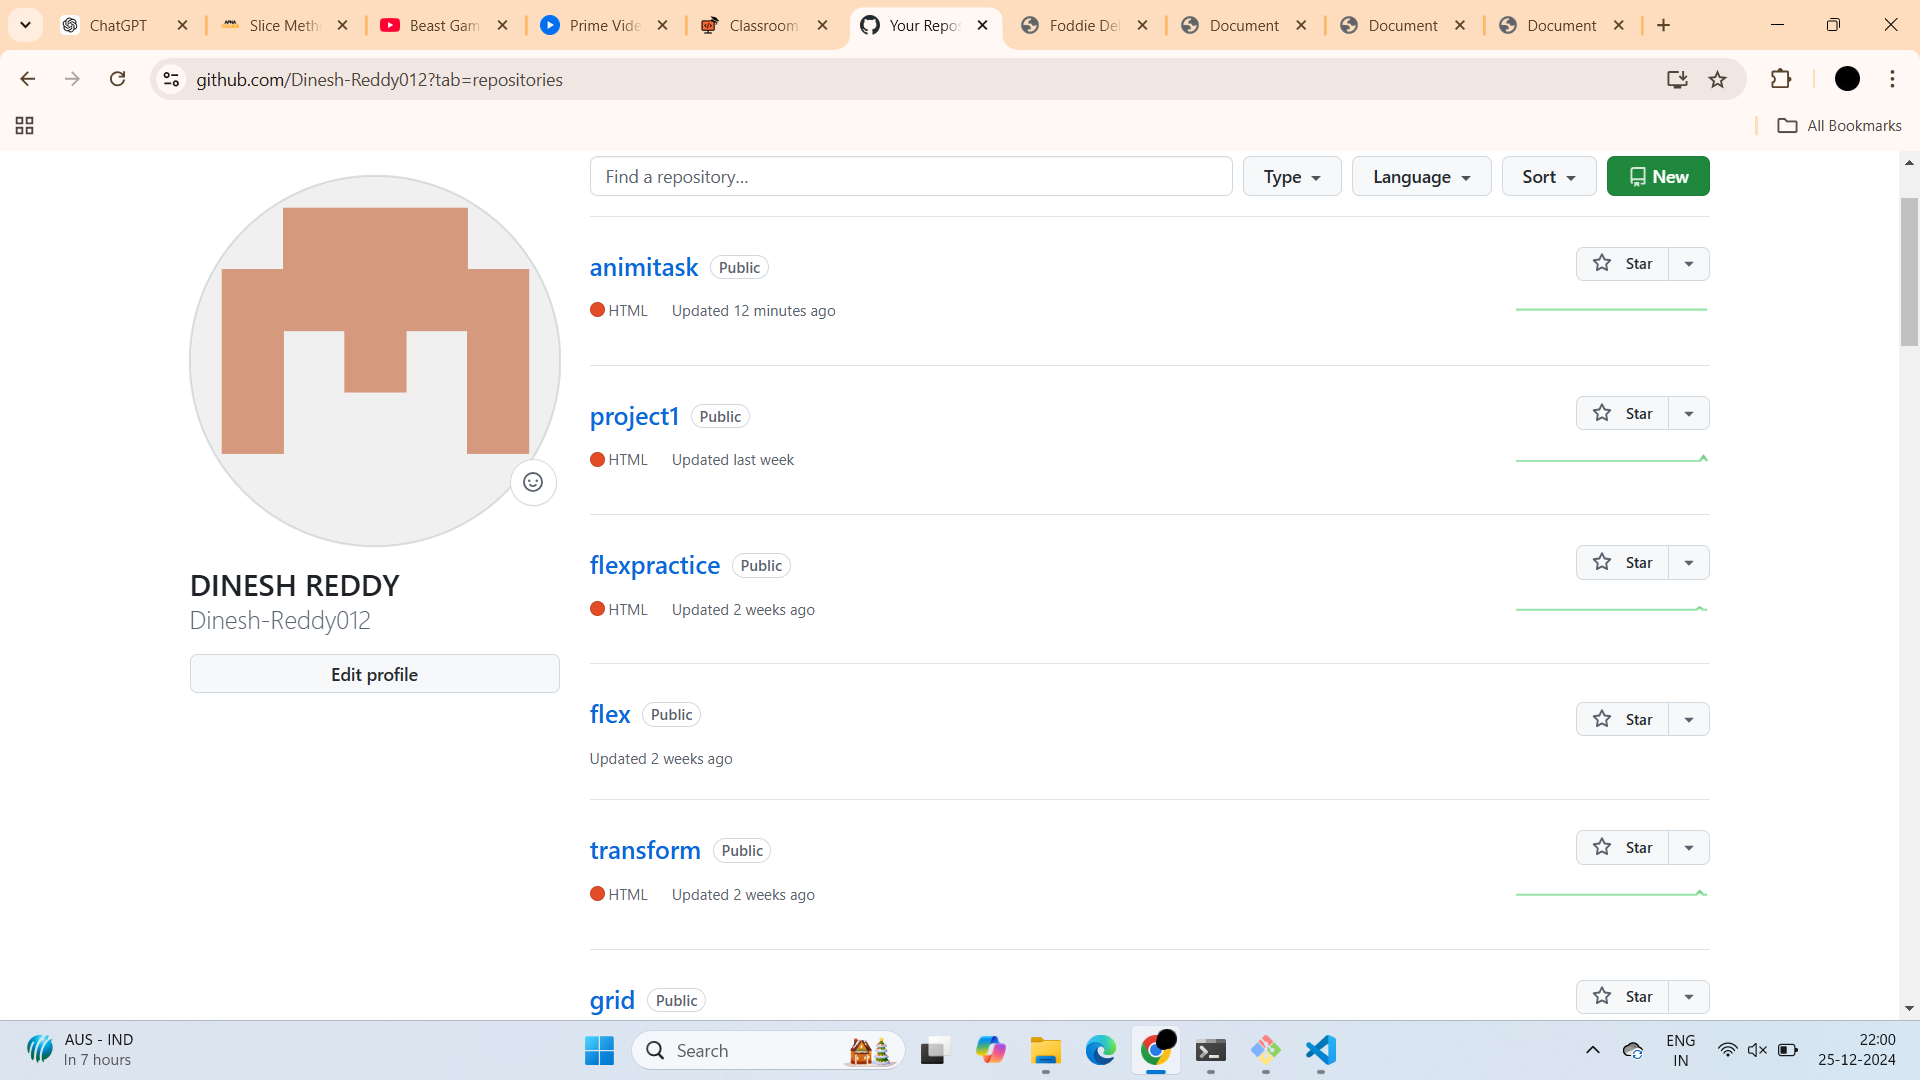 ChatGPT
Slice Meth
Beast Gam
Prime Vide
Classroom
Your Repos
Foddie Del
Document
Document
Document
github.com/Dinesh-Reddy012?tab=repositories
All Bookmarks
Find a repository...
Type
Language
Sort
New
animitask Public
Star
HTML Updated 12 minutes ago
project1 Public
Star
HTML Updated last week
flexpractice Public
Star
HTML Updated 2 weeks ago
DINESH REDDY
Dinesh-Reddy012
Edit profile
flex Public
Star
Updated 2 weeks ago
transform Public
Star
HTML Updated 2 weeks ago
grid Public
Star
AUS - IND
In 7 hours
Search
ENG
IN
22:00
25-12-2024